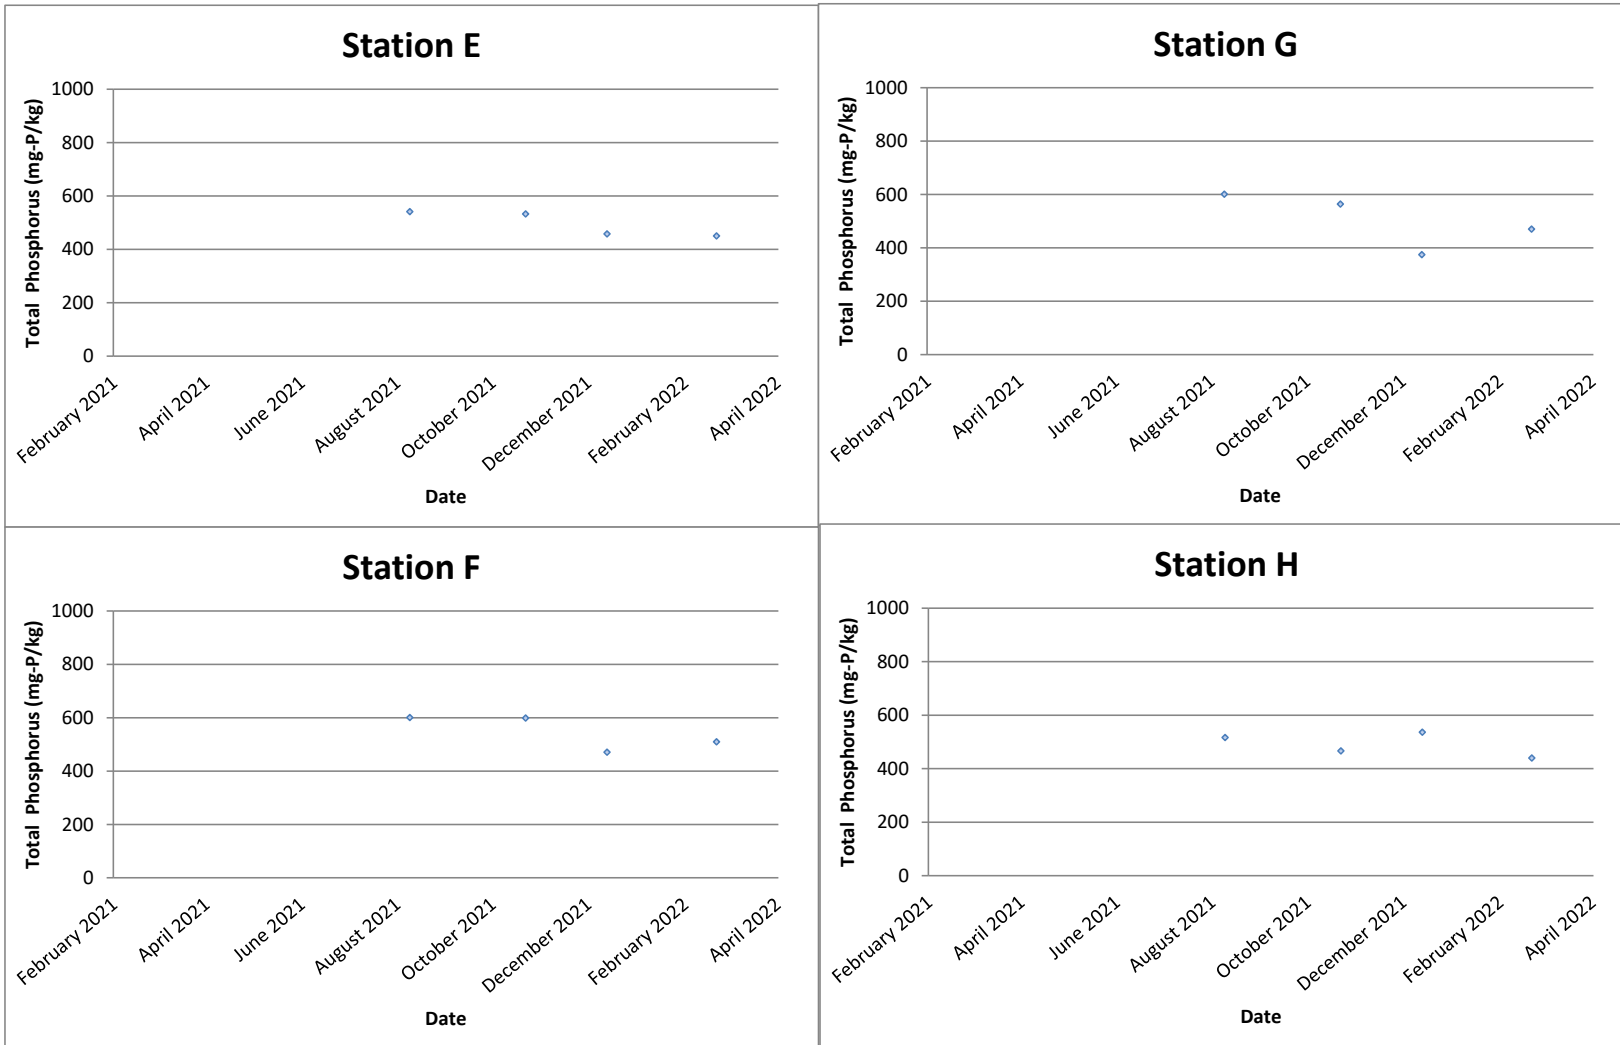 Station E
Total Phosphorus (mg-P/kg)
1000
800
600
400
200
0
February 2021
April 2021
June 2021
August 2021
October 2021
December 2021
February 2022
April 2022
Date
Station G
Total Phosphorus (mg-P/kg)
1000
800
600
400
200
0
February 2021
April 2021
June 2021
August 2021
October 2021
December 2021
February 2022
April 2022
Date
Station F
Total Phosphorus (mg-P/kg)
1000
800
600
400
200
0
February 2021
April 2021
June 2021
August 2021
October 2021
December 2021
February 2022
April 2022
Date
Station H
Total Phosphorus (mg-P/kg)
1000
800
600
400
200
0
February 2021
April 2021
June 2021
August 2021
October 2021
December 2021
February 2022
April 2022
Date